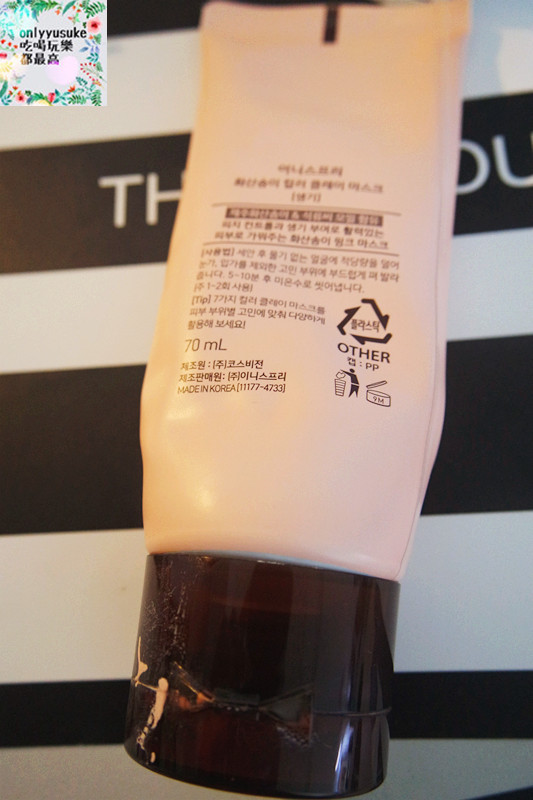 onlyyusuke
吃喝玩樂
都最高
TH
OU
이니스프리
화산송이 컬러 클레이 마스크
[생기]
제주화산송이 & 석류씨 오일 함유
피지 컨트롤과 생기 부여로 활력있는
피부로 가꿔주는 화산송이 핑크 마스크
[사용법] 세안 후 물기 없는 얼굴에 적당량을 덜어
눈가, 입가를 제외한 고민 부위에 부드럽게 펴 발라
줍니다. 5~10분 후 미온수로 씻어냅니다.
(주 1~2회 사용)
[Tip] 7가지 컬러 클레이 마스크를
피부 부위별 고민에 맞춰 다양하게
활용해 보세요!
70 mL
플라스틱
OTHER
캡 : PP
제조원 : (주)코스비전
제조판매원 : (주)이니스프리
MADE IN KOREA [11177-4733]
9M